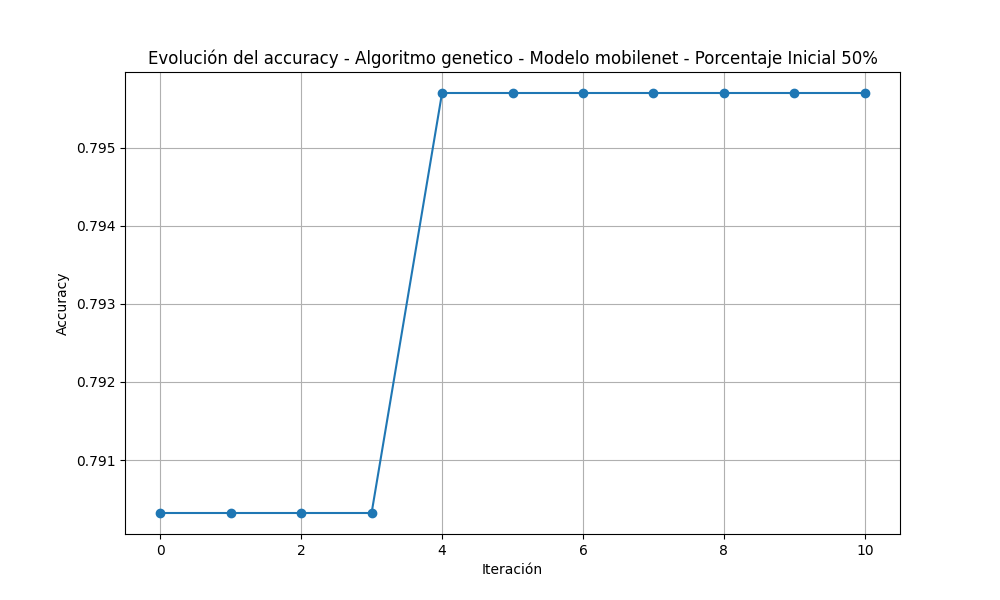 Evolución del accuracy - Algoritmo genetico - Modelo mobilenet - Porcentaje Inicial 50%
0.795
0.794
0.793
0.792
0.791
Accuracy
0 2 4 6 8 10
Iteración